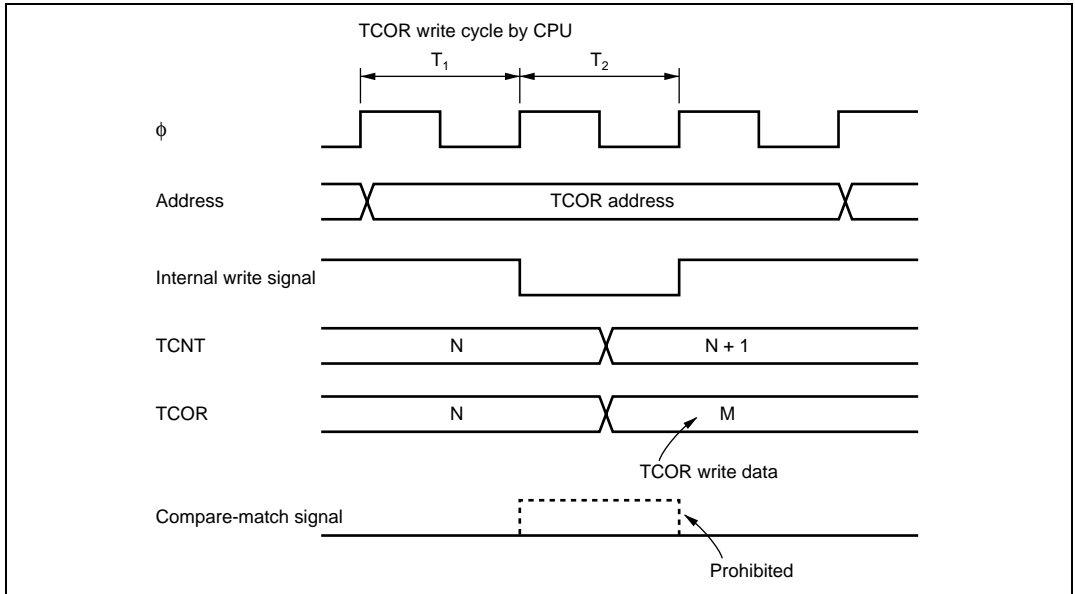 TCOR write cycle by CPU
T1 T2
ϕ
Address TCOR address
Internal write signal
TCNT N N + 1
TCOR N M
TCOR write data
Compare-match signal
Prohibited